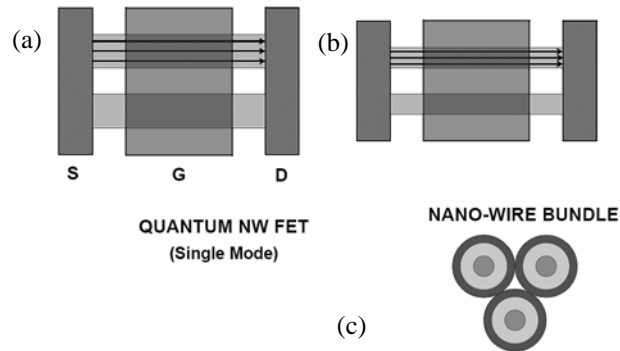 (a)
(b)
S G D
QUANTUM NW FET
(Single Mode)
NANO-WIRE BUNDLE
(c)